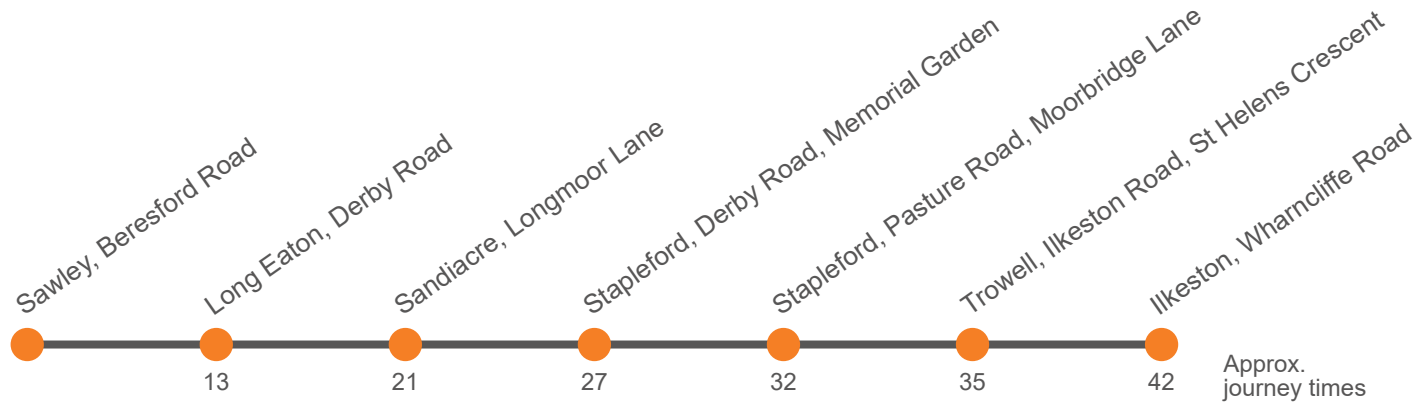 Sawley, Beresford Road
Long Eaton, Derby Road
Sandiacre, Longmoor Lane
Stapleford, Derby Road, Memorial Garden
Stapleford, Pasture Road, Moorbridge Lane
Trowell, Ilkeston Road, St Helens Crescent
Ilkeston, Wharncliffe Road
13
21
27
32
35
42
Approx.
journey times